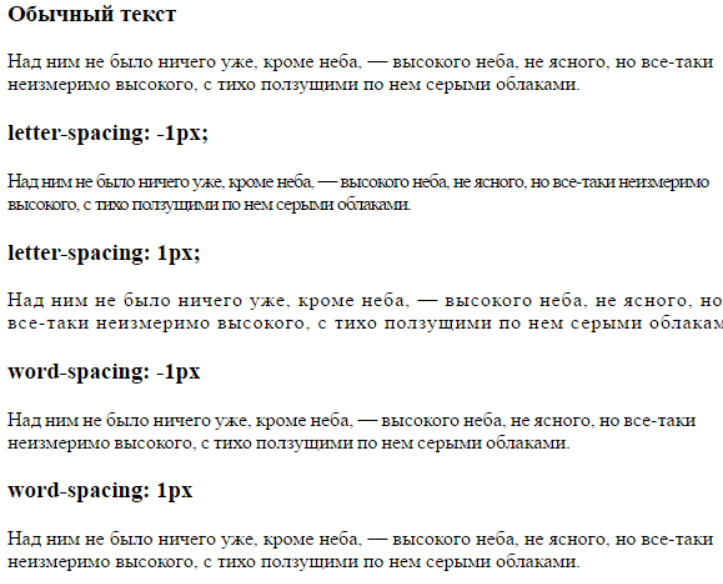 Обычный текст
Над ним не было ничего уже, кроме неба, — высокого неба, не ясного, но все-таки
неизмеримо высокого, с тихо ползущими по нем серыми облаками.
letter-spacing: -1px;
Над ним не было ничего уже, кроме неба, — высокого неба, не ясного, но все-таки неизмеримо
высокого, с тихо ползущими по нем серыми облаками.
letter-spacing: 1px;
Над ним не было ничего уже, кроме неба, — высокого неба, не ясного, но
все-таки неизмеримо высокого, с тихо ползущими по нем серыми облакам
word-spacing: -1px
Над ним не было ничего уже, кроме неба, — высокого неба, не ясного, но все-таки
неизмеримо высокого, с тихо ползущими по нем серыми облаками.
word-spacing: 1px
Над ним не было ничего уже, кроме неба, — высокого неба, не ясного, но все-таки
неизмеримо высокого, с тихо ползущими по нем серыми облаками.